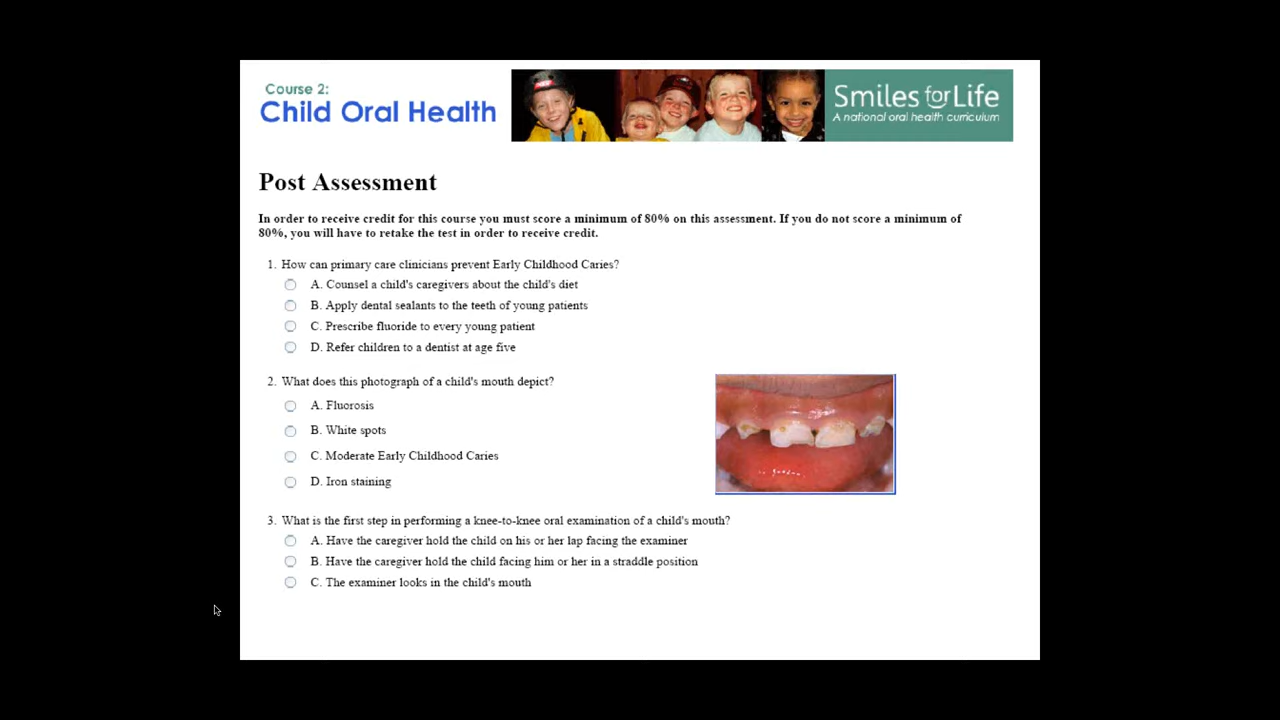 Course 2:
Child Oral Health
Smiles for Life
A national oral health curriculum
Post Assessment
In order to receive credit for this course you must score a minimum of 80% on this assessment. If you do not score a minimum of
80%, you will have to retake the test in order to receive credit.
1. How can primary care clinicians prevent Early Childhood Caries?
A. Counsel a child's caregivers about the child's diet
B. Apply dental sealants to the teeth of young patients
C. Prescribe fluoride to every young patient
D. Refer children to a dentist at age five
2. What does this photograph of a child's mouth depict?
A. Fluorosis
B. White spots
C. Moderate Early Childhood Caries
D. Iron staining
3. What is the first step in performing a knee-to-knee oral examination of a child's mouth?
A. Have the caregiver hold the child on his or her lap facing the examiner
B. Have the caregiver hold the child facing him or her in a straddle position
C. The examiner looks in the child's mouth